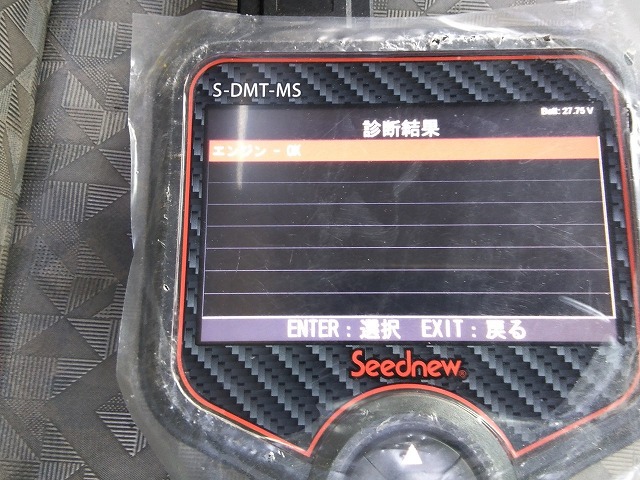 S-DMT-MS
Batt: 27.75 V
診断結果
エンジン - OK
ENTER：選択　EXIT：戻る
Seednew®